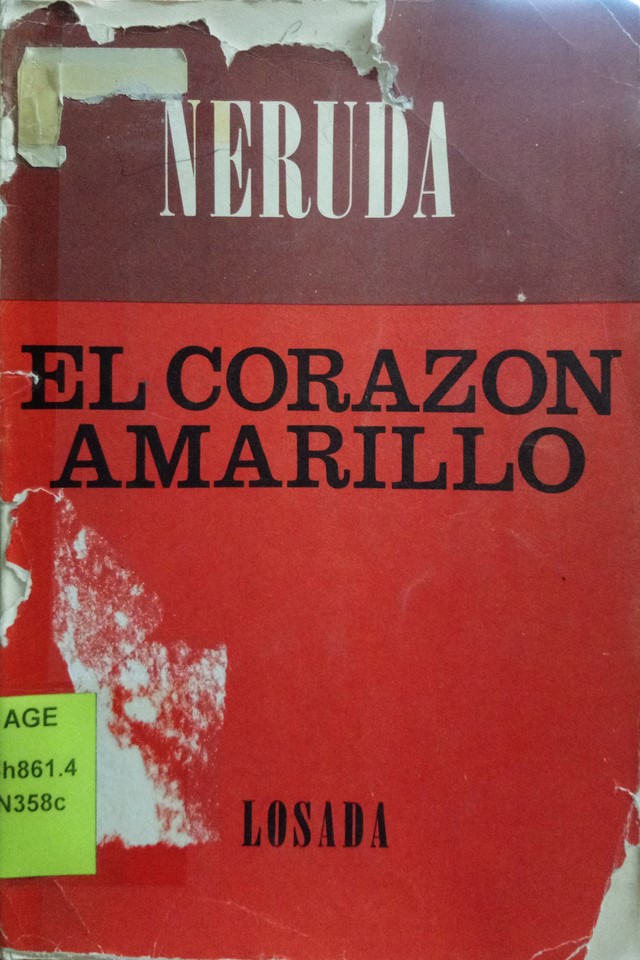 NERUDA
EL CORAZON
AMARILLO
AGE
h861.4
N358c
LOSADA